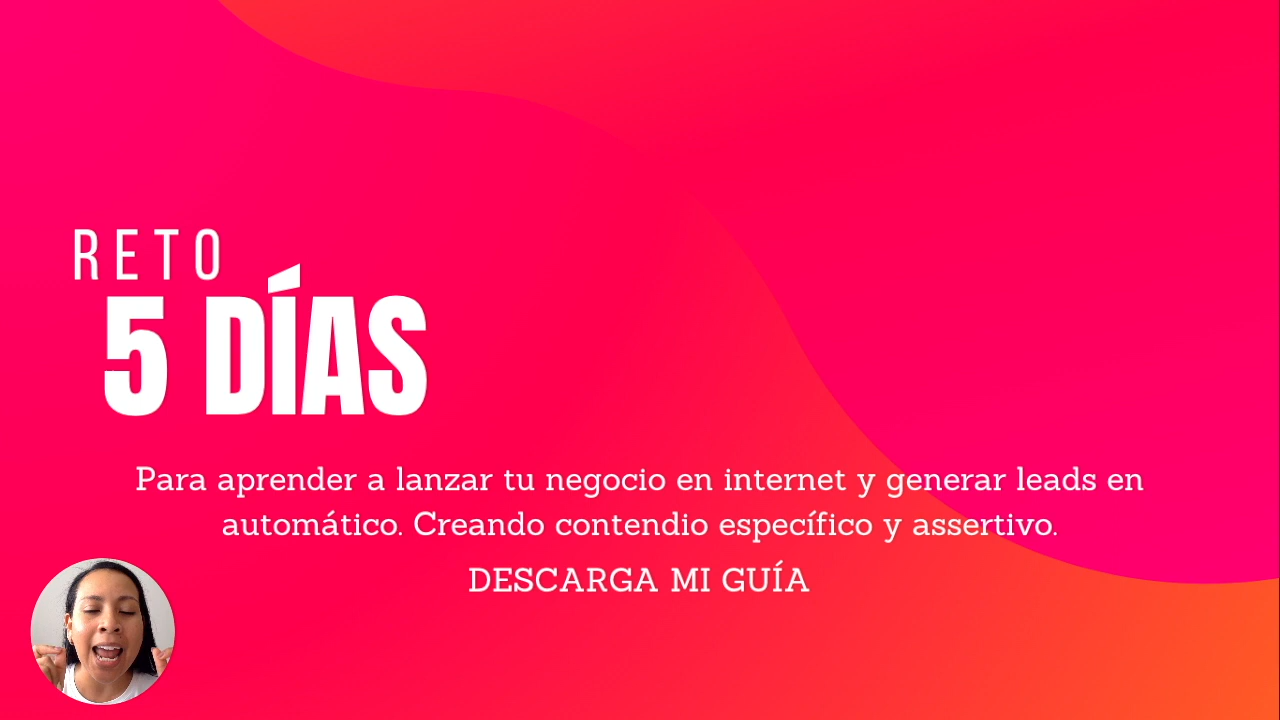 RETO
5 DÍAS
Para aprender a lanzar tu negocio en internet y generar leads en
automático. Creando contendio específico y assertivo.
DESCARGA MI GUÍA